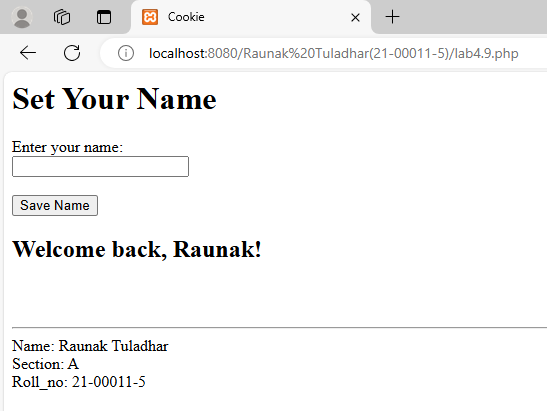 Cookie
localhost:8080/Raunak%20Tuladhar(21-00011-5)/lab4.9.php
Set Your Name
Enter your name:
Save Name
Welcome back, Raunak!
Name: Raunak Tuladhar
Section: A
Roll_no: 21-00011-5